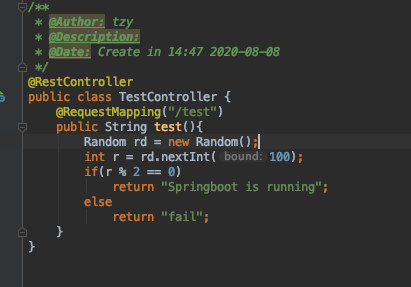 /**
 * @Author: tzy
 * @Description:
 * @Date: Create in 14:47 2020-08-08
 */
@RestController
public class TestController {
    @RequestMapping("/test")
    public String test(){
        Random rd = new Random();
        int r = rd.nextInt( bound: 100);
        if(r % 2 == 0)
            return "Springboot is running";
        else
            return "fail";
    }
}